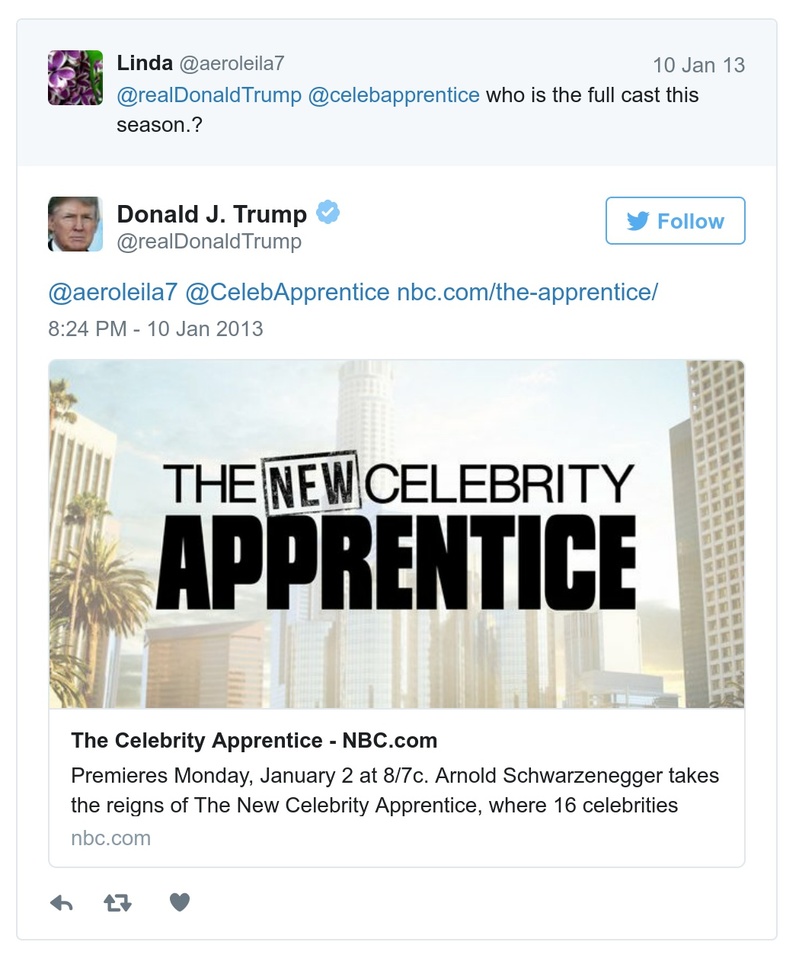 Linda @aeroleila7 10 Jan 13
@realDonaldTrump @celebapprentice who is the full cast this
season.?
Donald J. Trump
@realDonaldTrump
Follow
@aeroleila7 @CelebApprentice nbc.com/the-apprentice/
8:24 PM - 10 Jan 2013
THE NEW CELEBRITY
APPRENTICE
The Celebrity Apprentice - NBC.com
Premieres Monday, January 2 at 8/7c. Arnold Schwarzenegger takes
the reigns of The New Celebrity Apprentice, where 16 celebrities
nbc.com